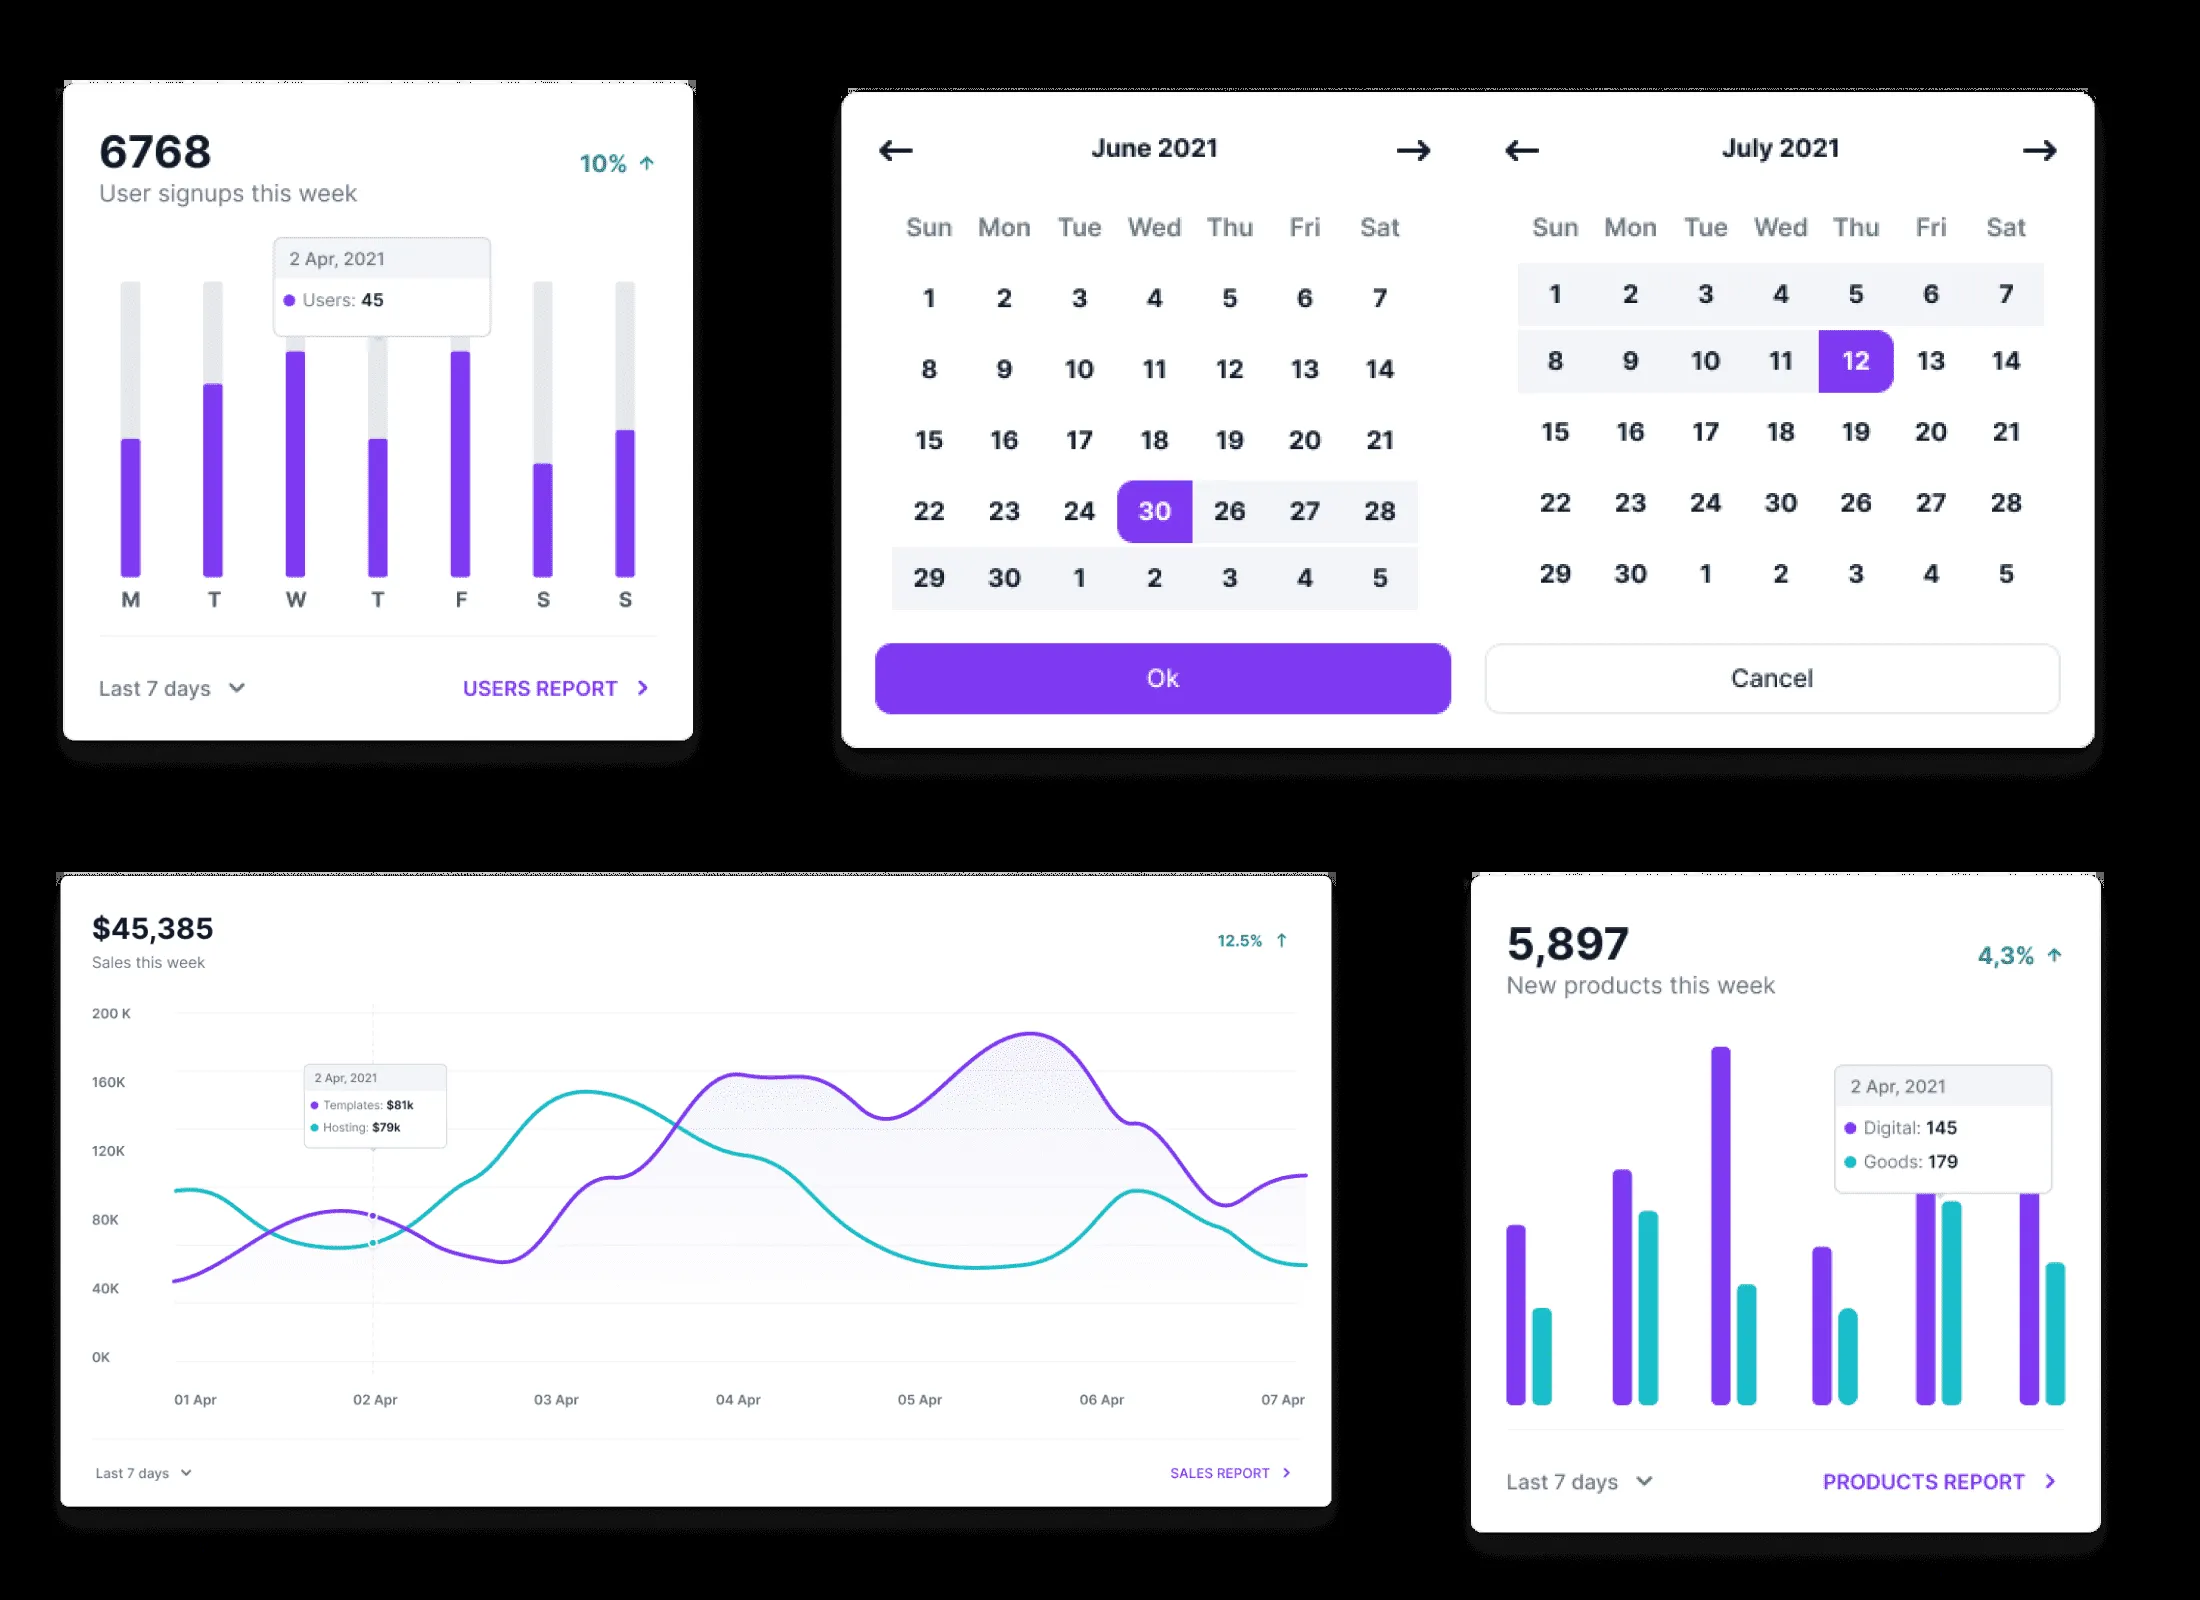 6768
10%
User signups this week
2 Apr, 2021
Users: 45
M T W T F S S
Last 7 days
USERS REPORT
June 2021
Sun Mon Tue Wed Thu Fri Sat
1 2 3 4 5 6 7
8 9 10 11 12 13 14
15 16 17 18 19 20 21
22 23 24 30 26 27 28
29 30 1 2 3 4 5
July 2021
Sun Mon Tue Wed Thu Fri Sat
1 2 3 4 5 6 7
8 9 10 11 12 13 14
15 16 17 18 19 20 21
22 23 24 30 26 27 28
29 30 1 2 3 4 5
Ok
Cancel
$45,385
12.5%
Sales this week
200 K
160K
120K
80K
40K
0K
2 Apr, 2021
Templates: $81k
Hosting: $79k
01 Apr 02 Apr 03 Apr 04 Apr 05 Apr 06 Apr 07 Apr
Last 7 days
SALES REPORT
5,897
4,3%
New products this week
2 Apr, 2021
Digital: 145
Goods: 179
Last 7 days
PRODUCTS REPORT